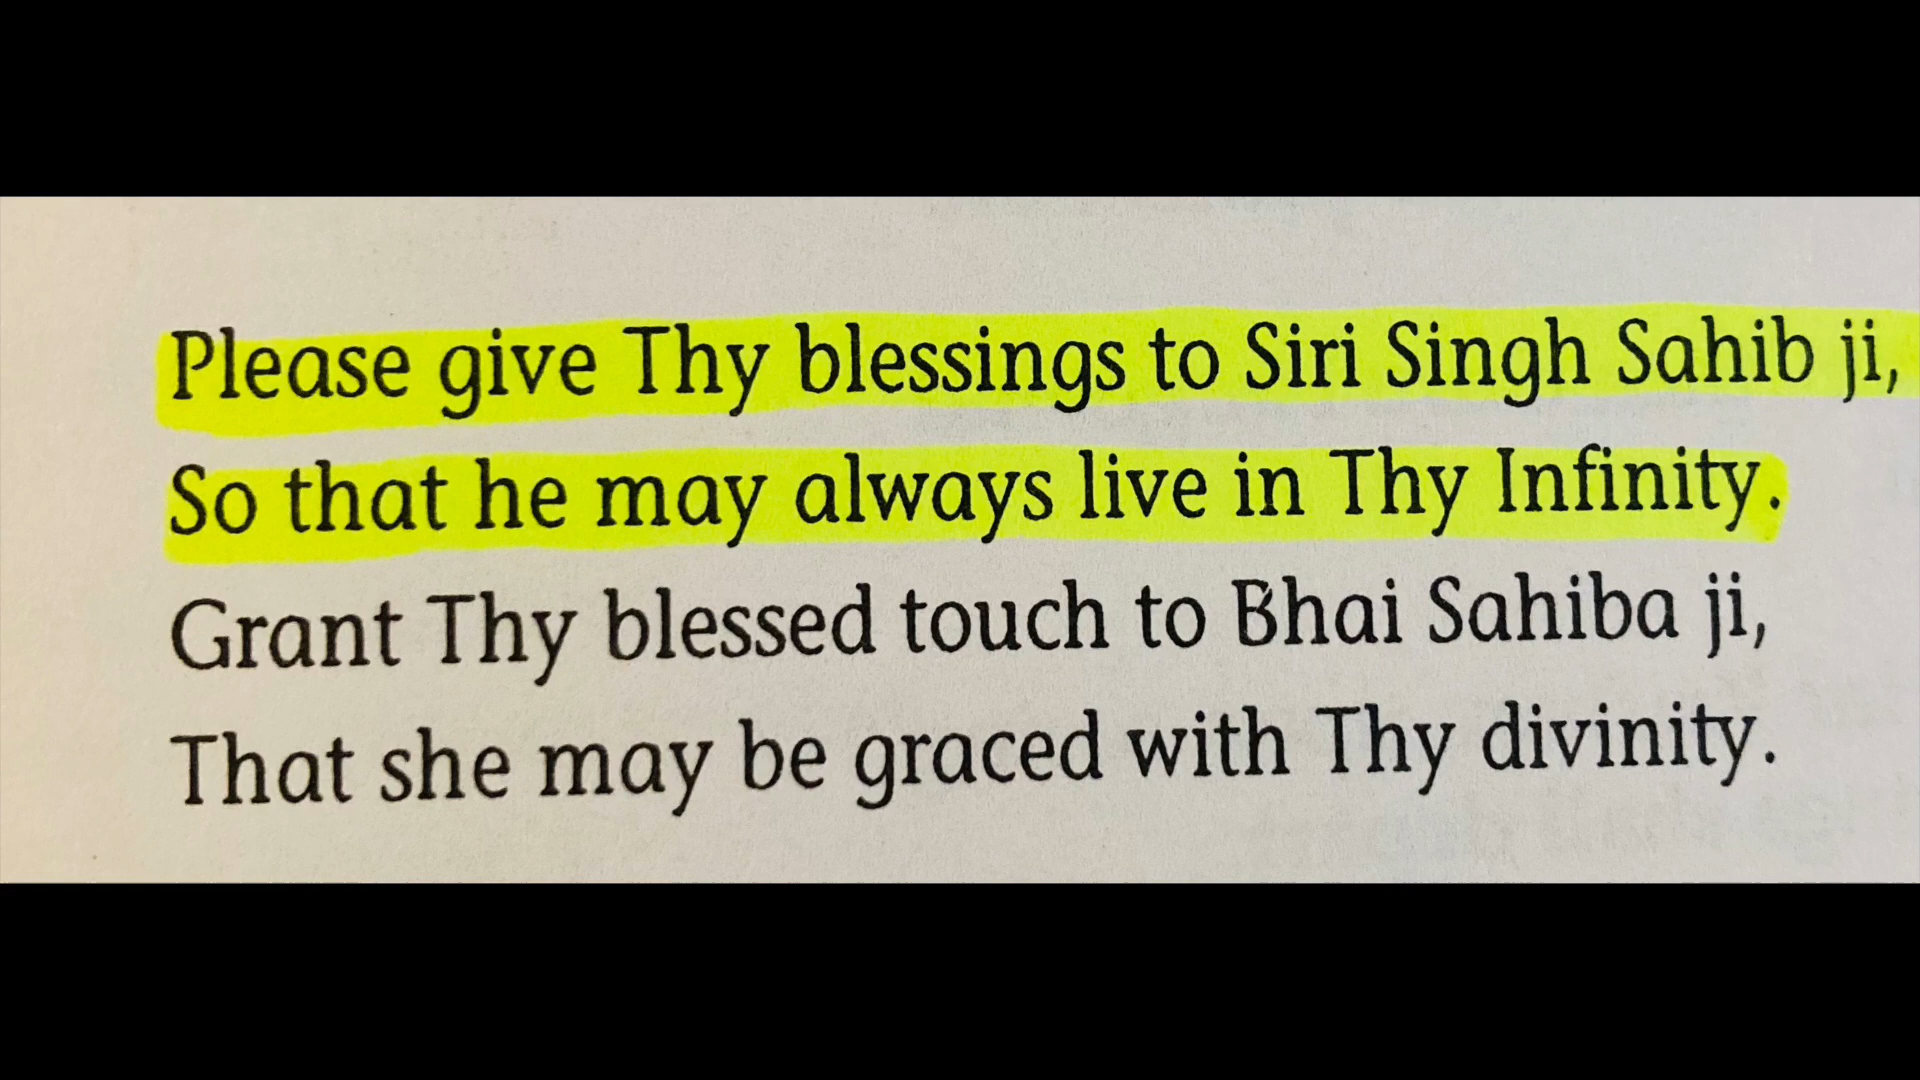 Please give Thy blessings to Siri Singh Sahib ji,
So that he may always live in Thy Infinity.
Grant Thy blessed touch to Bhai Sahiba ji,
That she may be graced with Thy divinity.